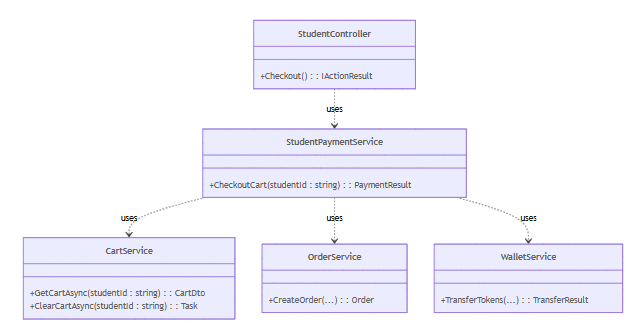 StudentController
+Checkout() : : IActionResult
uses
StudentPaymentService
+CheckoutCart(studentId : string) : : PaymentResult
uses
uses
uses
CartService
+GetCartAsync(studentId : string) : : CartDto
+ClearCartAsync(studentId : string) : : Task
OrderService
+CreateOrder(...) : : Order
WalletService
+TransferTokens(...) : : TransferResult